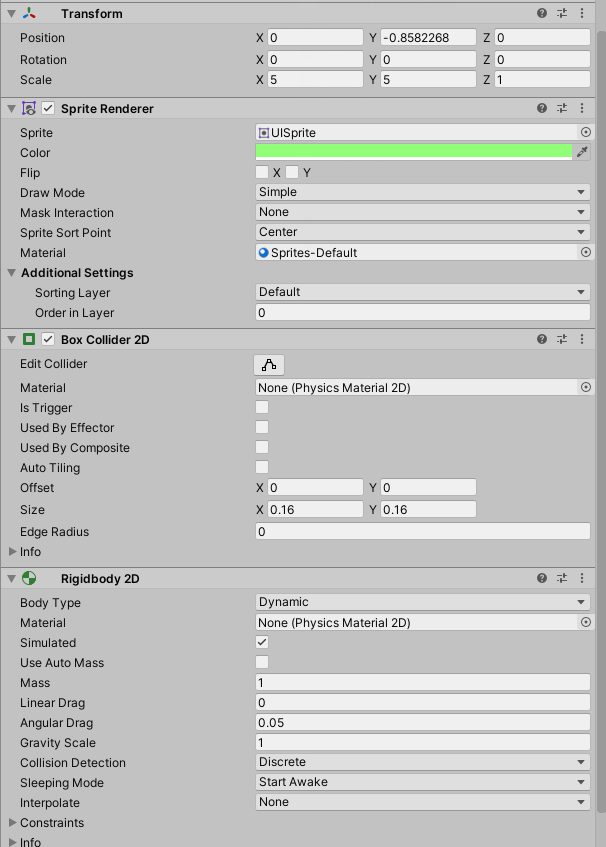 Transform
Position X 0 Y -0.8582268 Z 0
Rotation X 0 Y 0 Z 0
Scale X 5 Y 5 Z 1
Sprite Renderer
Sprite UISprite
Color
Flip X Y
Draw Mode Simple
Mask Interaction None
Sprite Sort Point Center
Material Sprites-Default
Additional Settings
Sorting Layer Default
Order in Layer 0
Box Collider 2D
Edit Collider
Material None (Physics Material 2D)
Is Trigger
Used By Effector
Used By Composite
Auto Tiling
Offset X 0 Y 0
Size X 0.16 Y 0.16
Edge Radius 0
Info
Rigidbody 2D
Body Type Dynamic
Material None (Physics Material 2D)
Simulated
Use Auto Mass
Mass 1
Linear Drag 0
Angular Drag 0.05
Gravity Scale 1
Collision Detection Discrete
Sleeping Mode Start Awake
Interpolate None
Constraints
Info